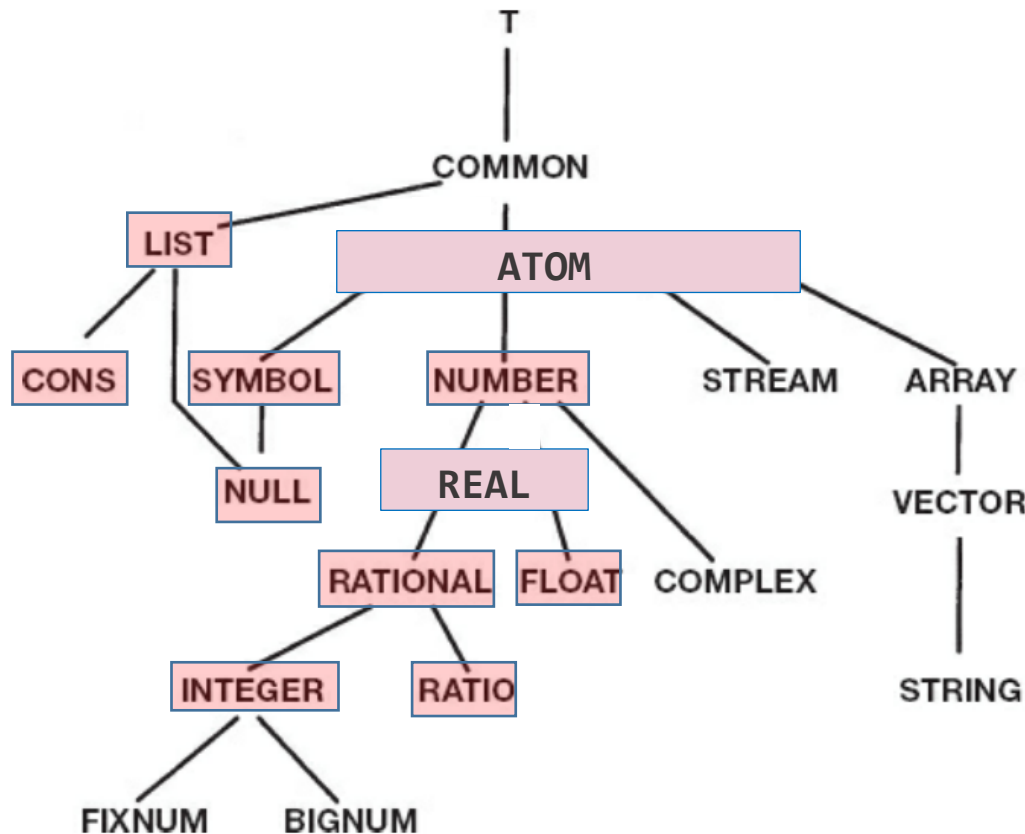 T
COMMON
LIST
ATOM
CONS
SYMBOL
NUMBER
STREAM
ARRAY
NULL
REAL
VECTOR
RATIONAL
FLOAT
COMPLEX
INTEGER
RATIO
STRING
FIXNUM
BIGNUM